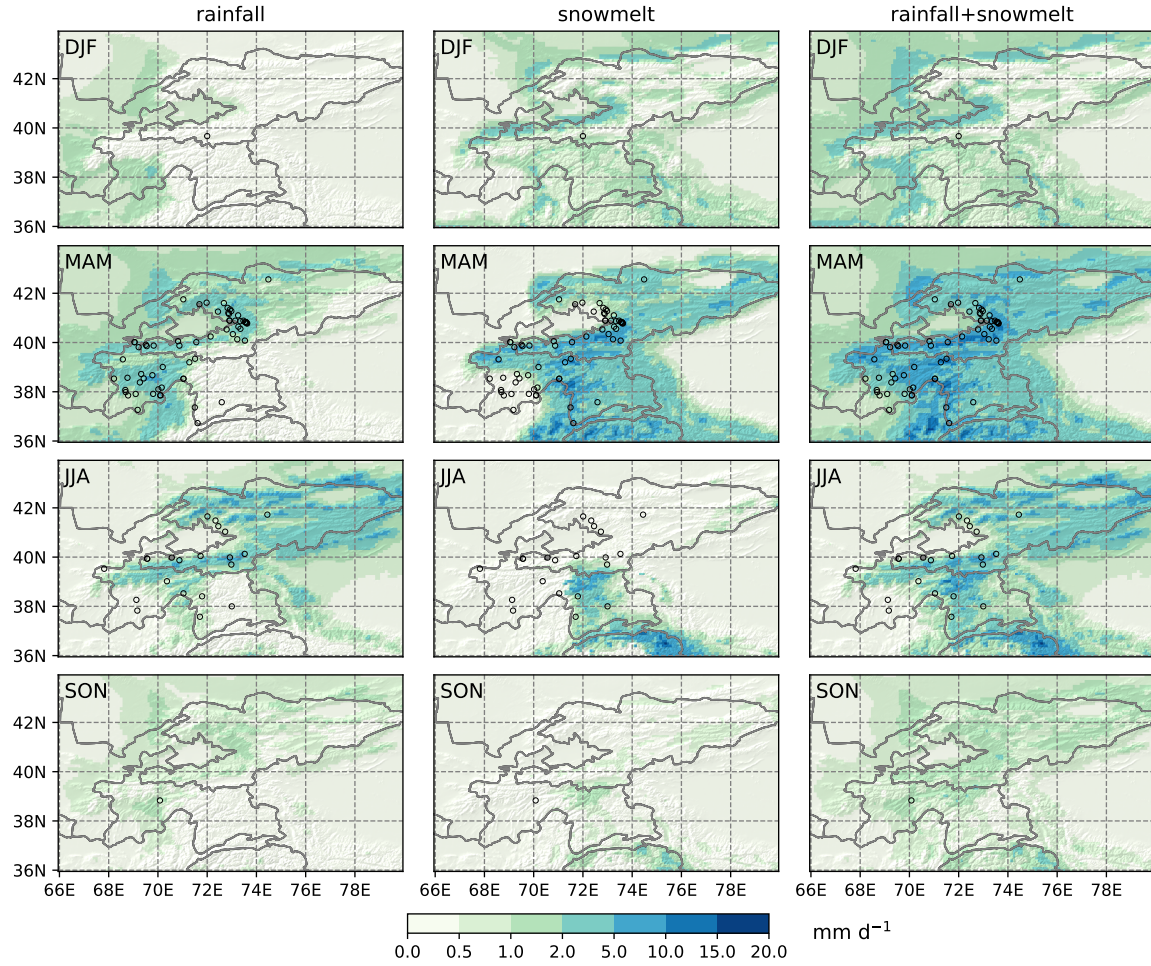 rainfall snowmelt rainfall+snowmelt
DJF DJF DJF
42N
40N
38N
36N
MAM MAM MAM
42N
40N
38N
36N
JJA JJA JJA
42N
40N
38N
36N
SON SON SON
42N
40N
38N
36N
66E 68E 70E 72E 74E 76E 78E 66E 68E 70E 72E 74E 76E 78E 66E 68E 70E 72E 74E 76E 78E
0.0 0.5 1.0 2.0 5.0 10.0 15.0 20.0 mm d⁻¹